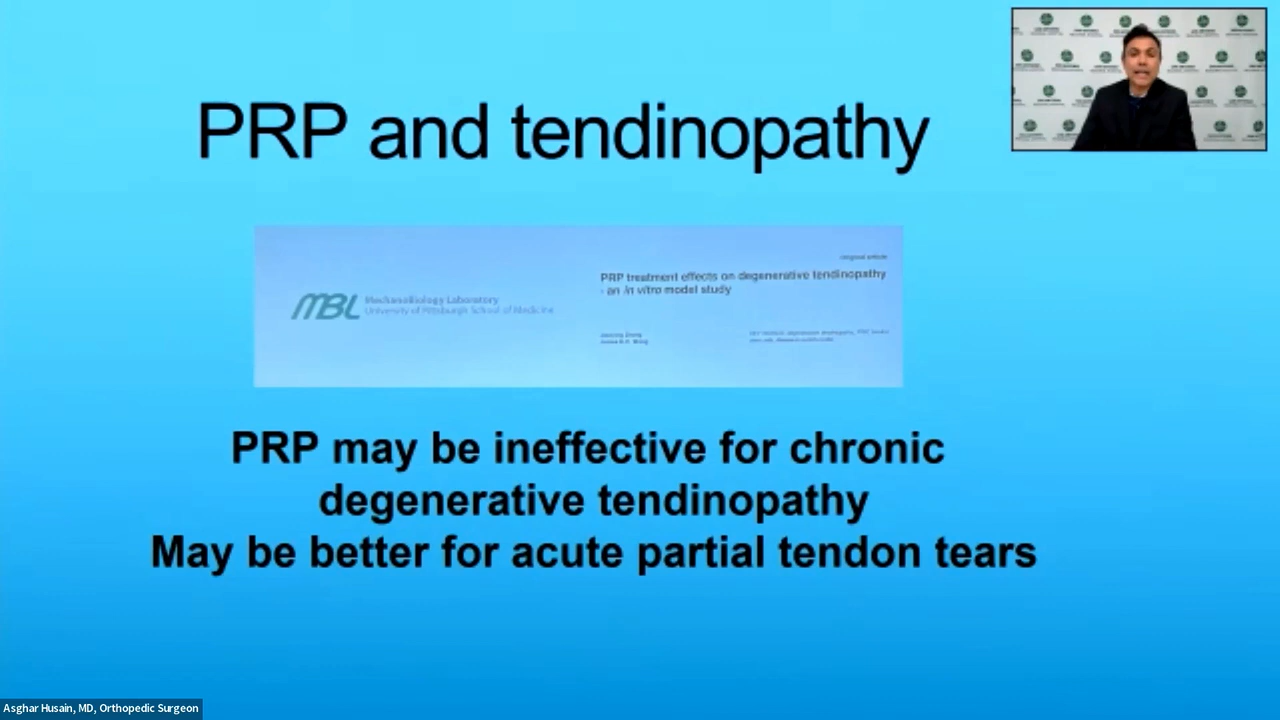 PRP and tendinopathy
original article
PRP treatment effects on degenerative tendinopathy
- an in vitro model study
MBL
MechanoBiology Laboratory
University of Pittsburgh School of Medicine
PRP may be ineffective for chronic
degenerative tendinopathy
May be better for acute partial tendon tears
Asghar Husain, MD, Orthopedic Surgeon